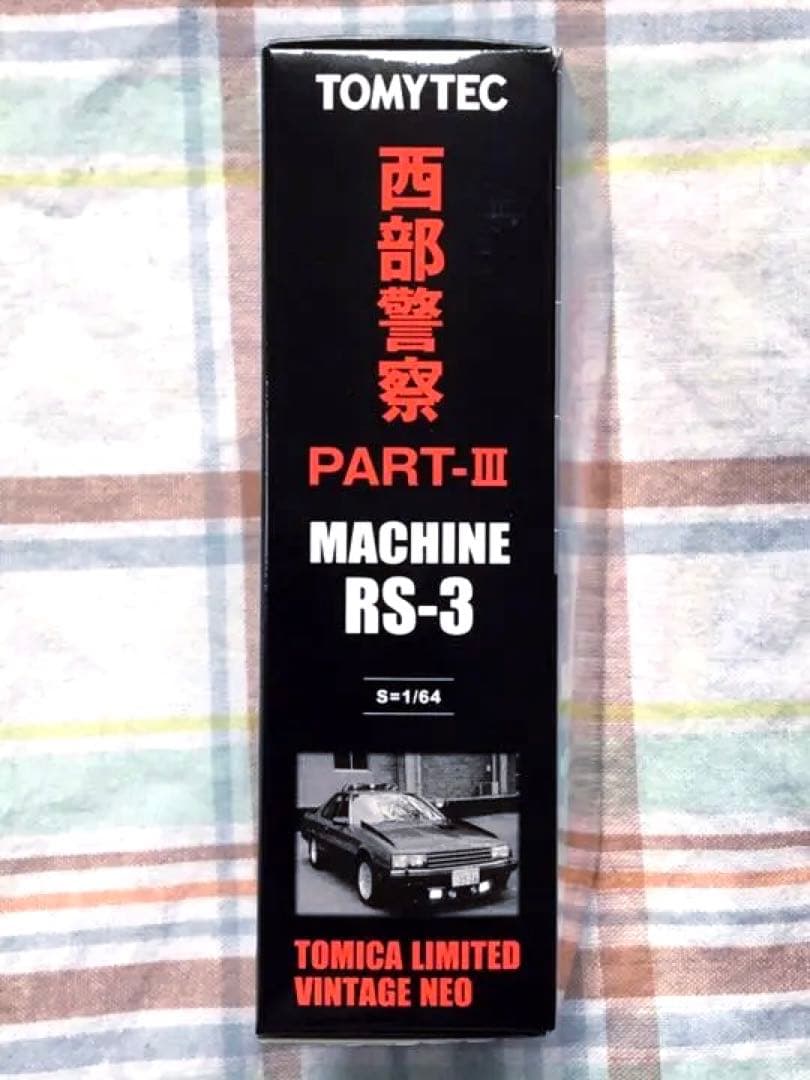 TOMYTEC
西部警察
PART-Ⅲ
MACHINE
RS-3
S=1/64
TOMICA LIMITED
VINTAGE NEO